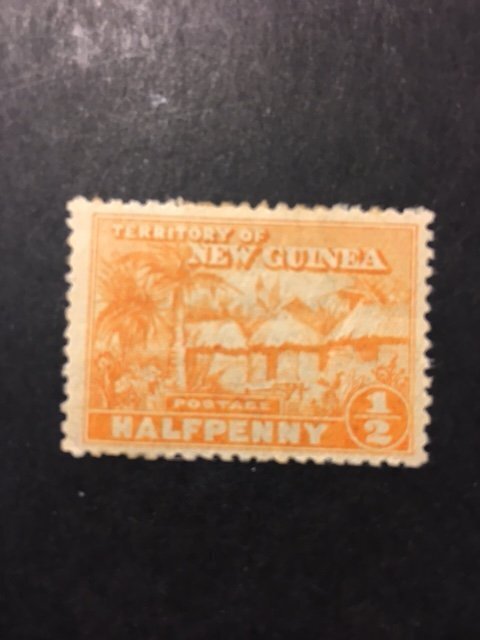 TERRITORY OF
NEW GUINEA
POSTAGE
HALFPENNY
1/2